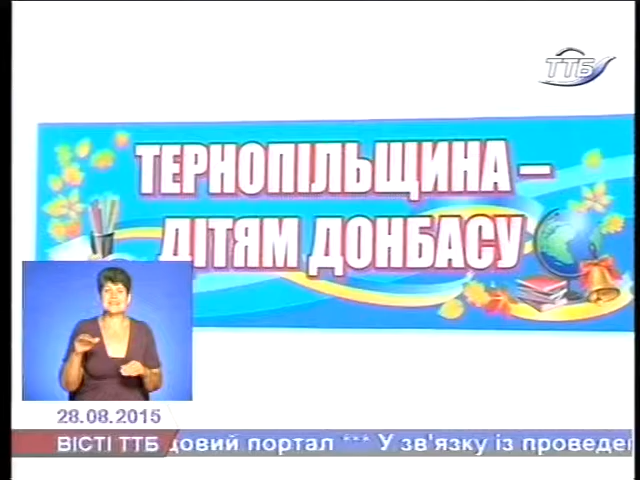 ТТБ
ТЕРНОПІЛЬЩИНА –
ДІТЯМ ДОНБАСУ
28.08.2015
ВІСТІ ТТБ
довий портал *** У зв'язку із проведе